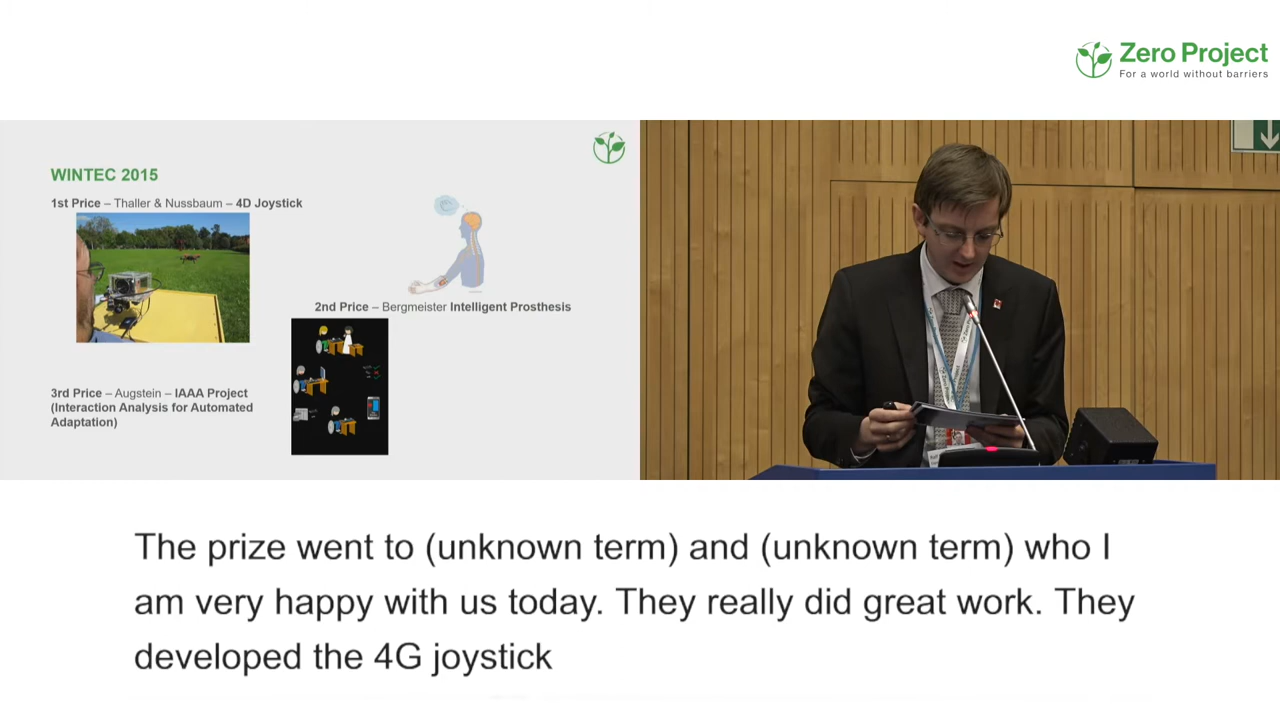 Zero Project
For a world without barriers
WINTEC 2015
1st Price – Thaller & Nussbaum – 4D Joystick
2nd Price – Bergmeister Intelligent Prosthesis
3rd Price – Augstein – IAAA Project
(Interaction Analysis for Automated
Adaptation)
The prize went to (unknown term) and (unknown term) who I
am very happy with us today. They really did great work. They
developed the 4G joystick